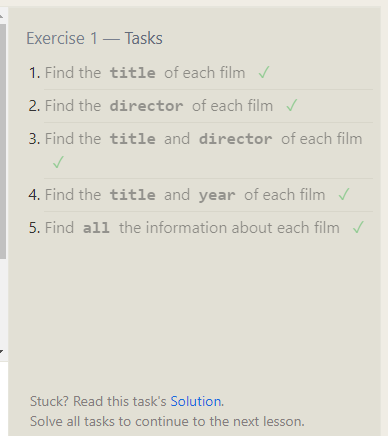 Exercise 1 — Tasks
1. Find the title of each film ✓
2. Find the director of each film ✓
3. Find the title and director of each film
✓
4. Find the title and year of each film ✓
5. Find all the information about each film ✓
Stuck? Read this task's Solution.
Solve all tasks to continue to the next lesson.